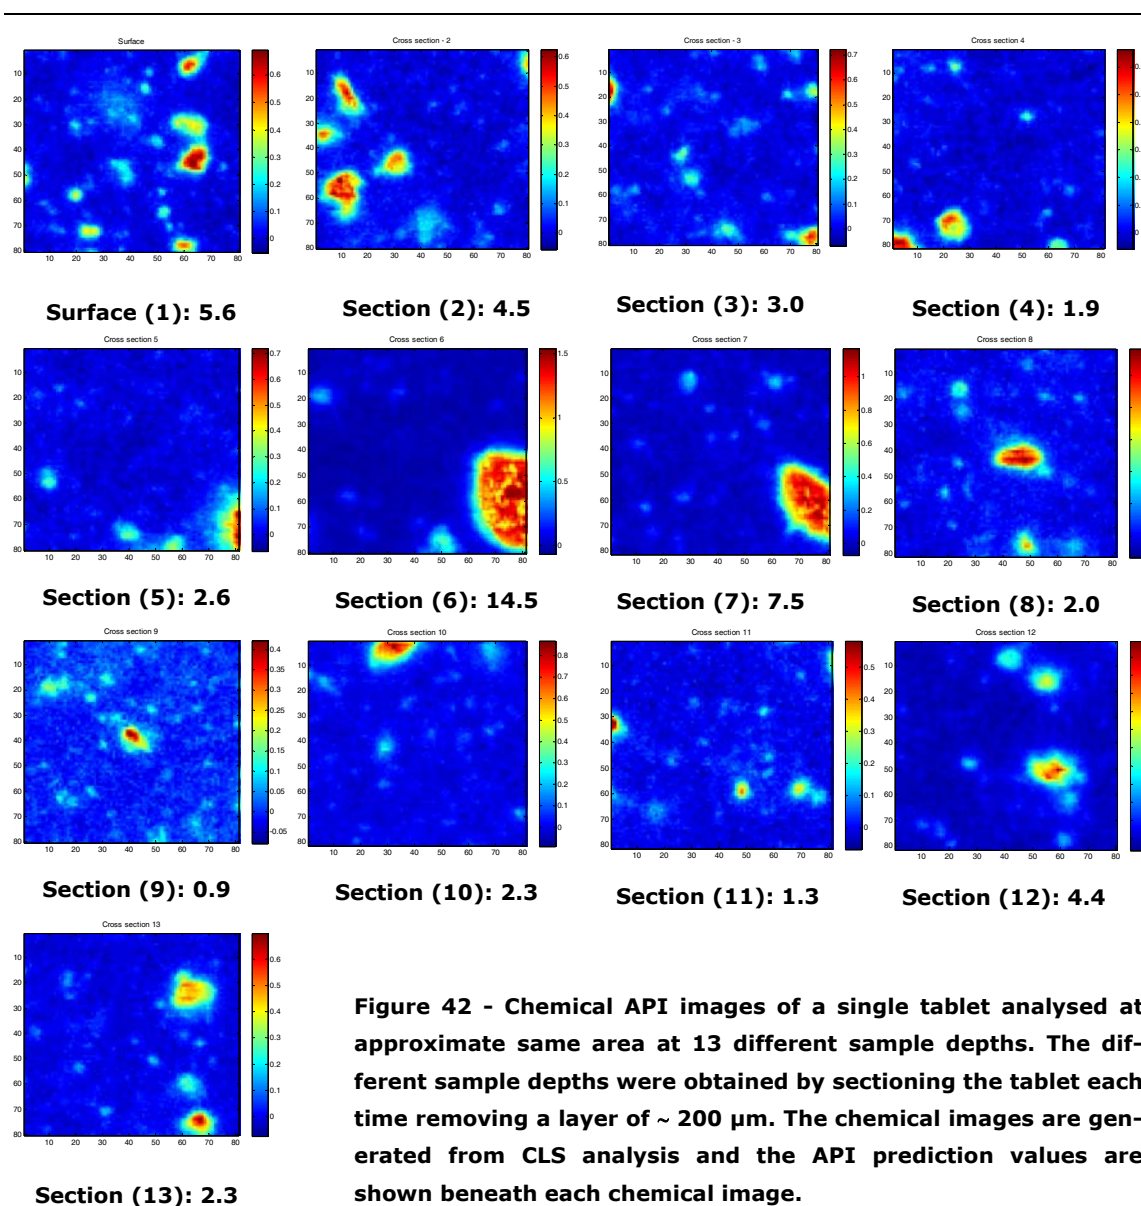 Surface
Cross section - 2
Cross section - 3
Cross section 4
Surface (1): 5.6
Section (2): 4.5
Section (3): 3.0
Section (4): 1.9
Cross section 5
Cross section 6
Cross section 7
Cross section 8
Section (5): 2.6
Section (6): 14.5
Section (7): 7.5
Section (8): 2.0
Cross section 9
Cross section 10
Cross section 11
Cross section 12
Section (9): 0.9
Section (10): 2.3
Section (11): 1.3
Section (12): 4.4
Cross section 13
Section (13): 2.3
Figure 42 - Chemical API images of a single tablet analysed at
approximate same area at 13 different sample depths. The dif-
ferent sample depths were obtained by sectioning the tablet each
time removing a layer of ~ 200 µm. The chemical images are gen-
erated from CLS analysis and the API prediction values are
shown beneath each chemical image.